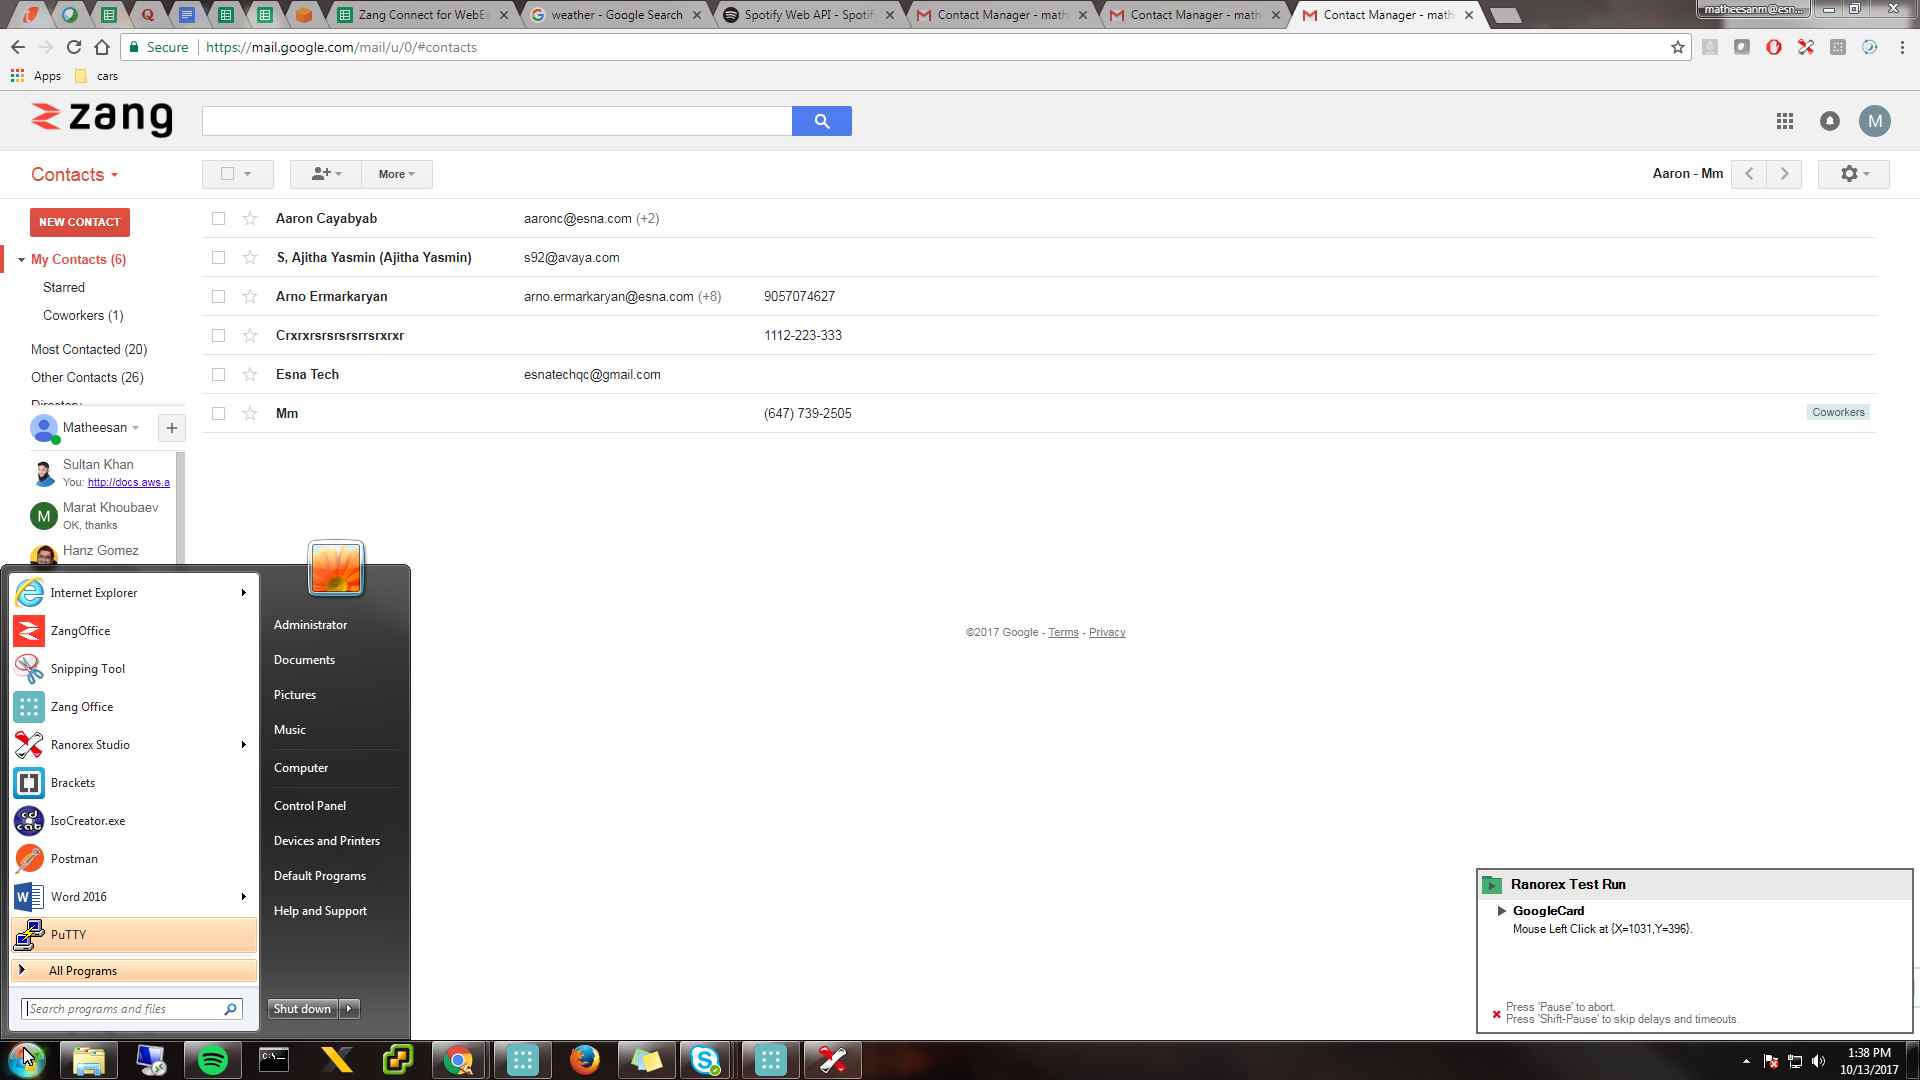 Zang Connect for WebEx
weather - Google Search
Spotify Web API - Spotify
Contact Manager - math
Contact Manager - math
Contact Manager - math
matheesanm@esn...
Secure
https://mail.google.com/mail/u/0/#contacts
Apps
cars
zang
M
Contacts
More
Aaron - Mm
NEW CONTACT
Aaron Cayabyab aaronc@esna.com (+2)
My Contacts (6)
S, Ajitha Yasmin (Ajitha Yasmin) s92@avaya.com
Starred
Arno Ermarkaryan arno.ermarkaryan@esna.com (+8) 9057074627
Coworkers (1)
Crxrxrsrsrsrsrrsrxrxr 1112-223-333
Most Contacted (20)
Other Contacts (26)
Esna Tech esnatechqc@gmail.com
Directory
Mm (647) 739-2505 Coworkers
Matheesan
Sultan Khan
You: http://docs.aws.a
M
Marat Khoubaev
OK, thanks
Hanz Gomez
©2017 Google - Terms - Privacy
Internet Explorer
ZangOffice
Snipping Tool
Zang Office
Ranorex Studio
Brackets
IsoCreator.exe
Postman
Word 2016
PuTTY
All Programs
Search programs and files
Administrator
Documents
Pictures
Music
Computer
Control Panel
Devices and Printers
Default Programs
Help and Support
Shut down
Ranorex Test Run
GoogleCard
Mouse Left Click at {X=1031,Y=396}.
Press 'Pause' to abort.
Press 'Shift-Pause' to skip delays and timeouts.
1:38 PM
10/13/2017